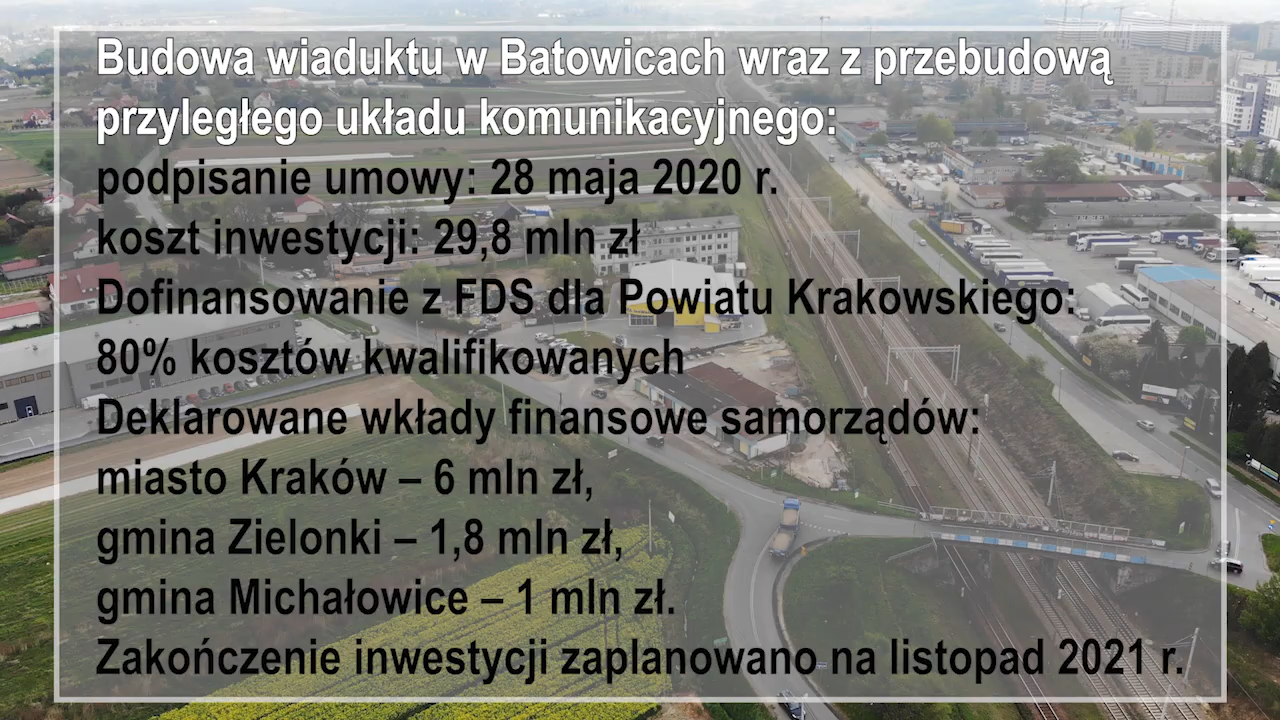 Budowa wiaduktu w Batowicach wraz z przebudową
przyległego układu komunikacyjnego:
podpisanie umowy: 28 maja 2020 r.
koszt inwestycji: 29,8 mln zł
Dofinansowanie z FDS dla Powiatu Krakowskiego:
80% kosztów kwalifikowanych
Deklarowane wkłady finansowe samorządów:
miasto Kraków – 6 mln zł,
gmina Zielonki – 1,8 mln zł,
gmina Michałowice – 1 mln zł.
Zakończenie inwestycji zaplanowano na listopad 2021 r.